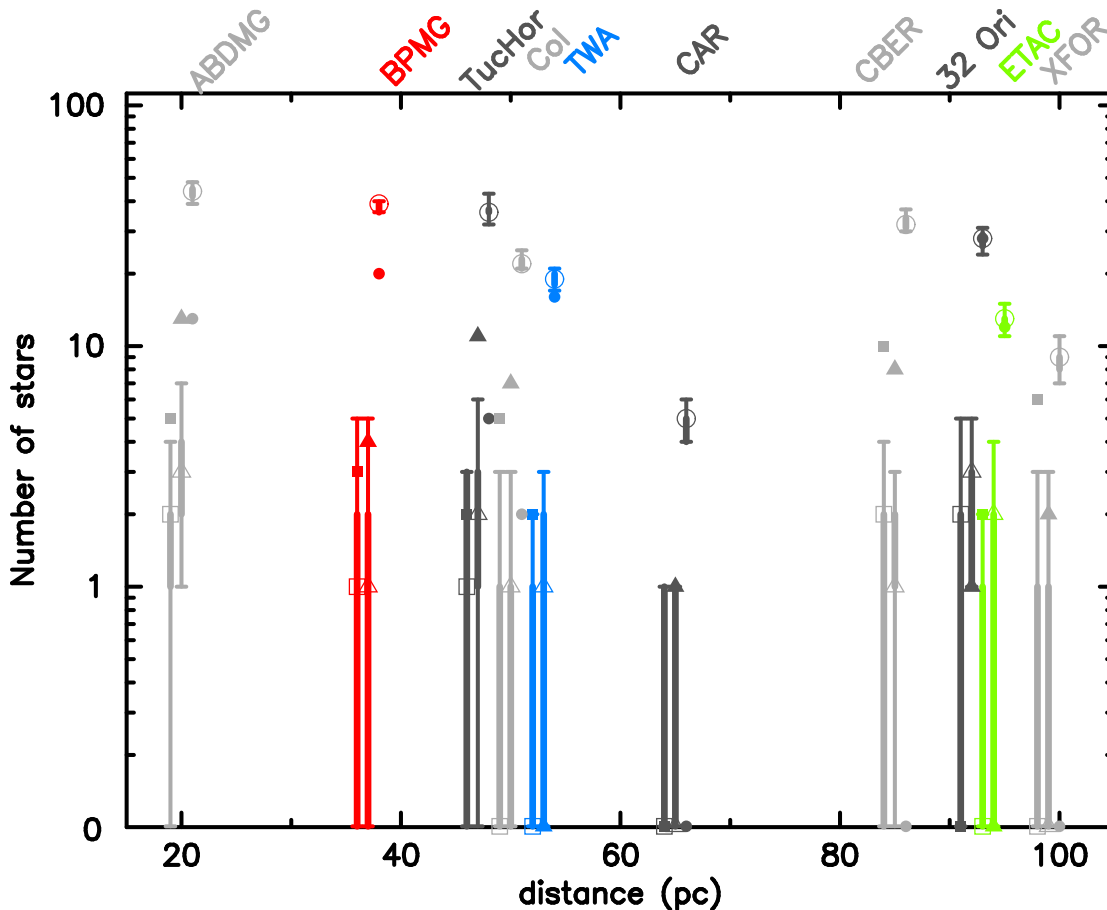 ABDMG
BPMG
TucHor
Col
TWA
CAR
CBER
32 Ori
ETAC
XFOR
100
10
1
0
Number of stars
20 40 60 80 100
distance (pc)